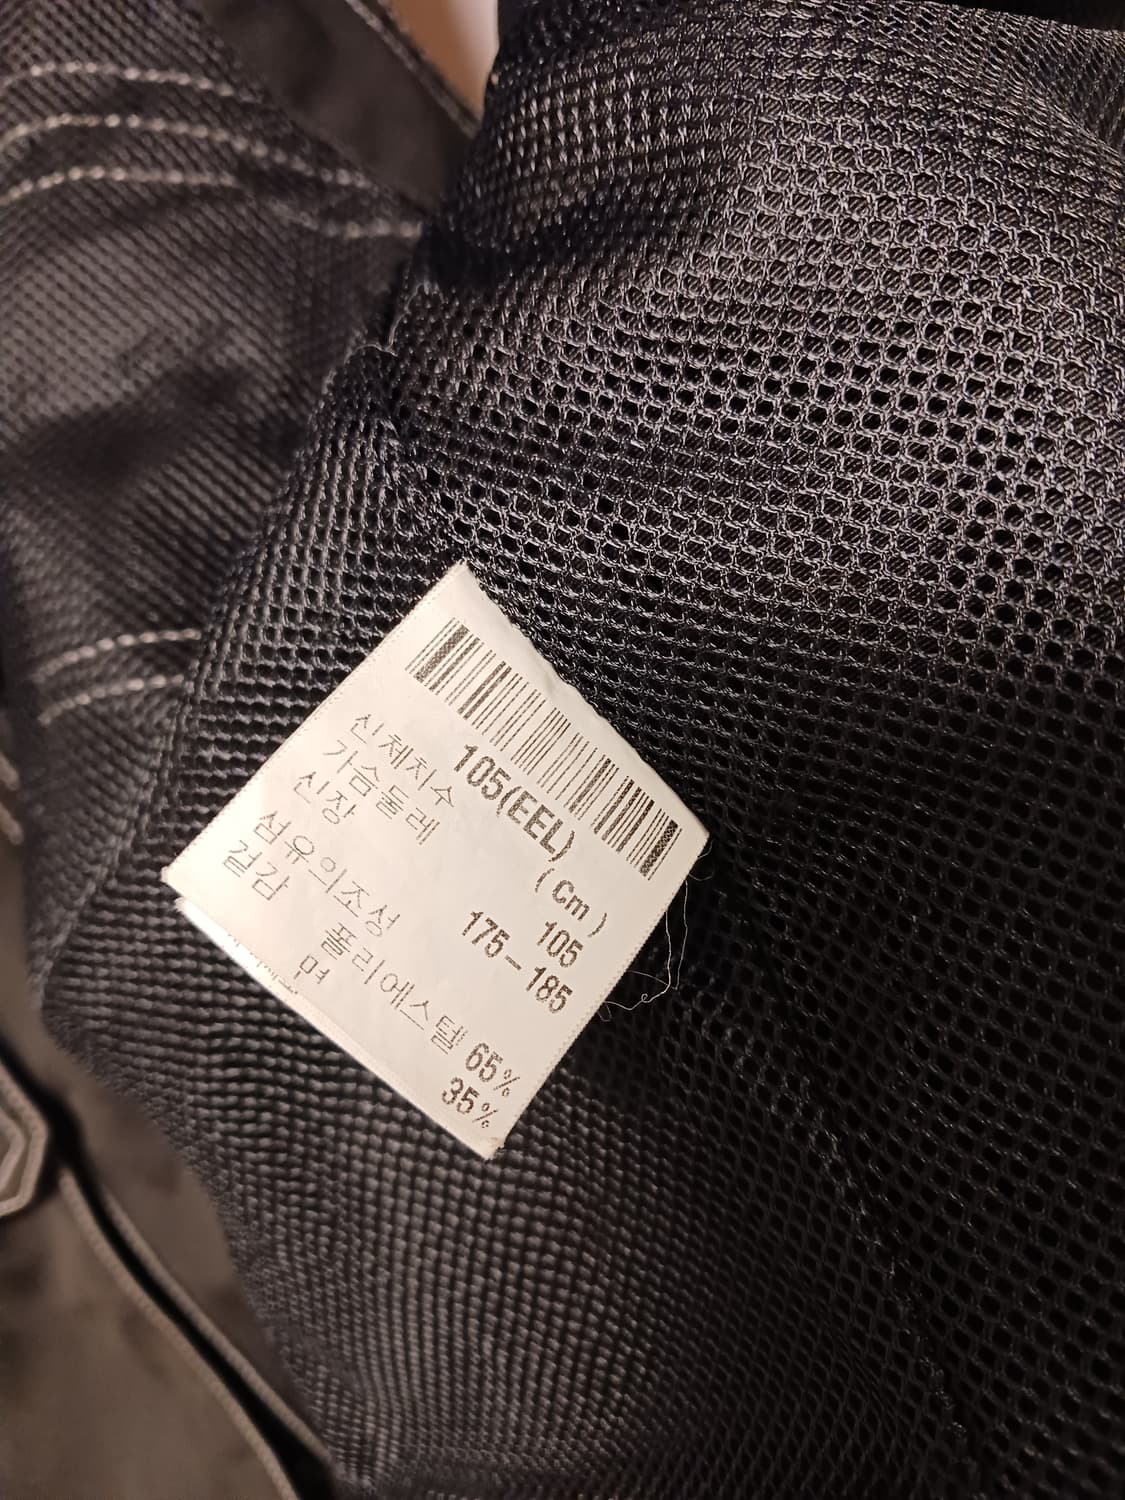 105(EEL)
신체치수 (Cm)
가슴둘레 105
신장 175-185
섬유의조성
겉감 폴리에스텔 65%
면 35%